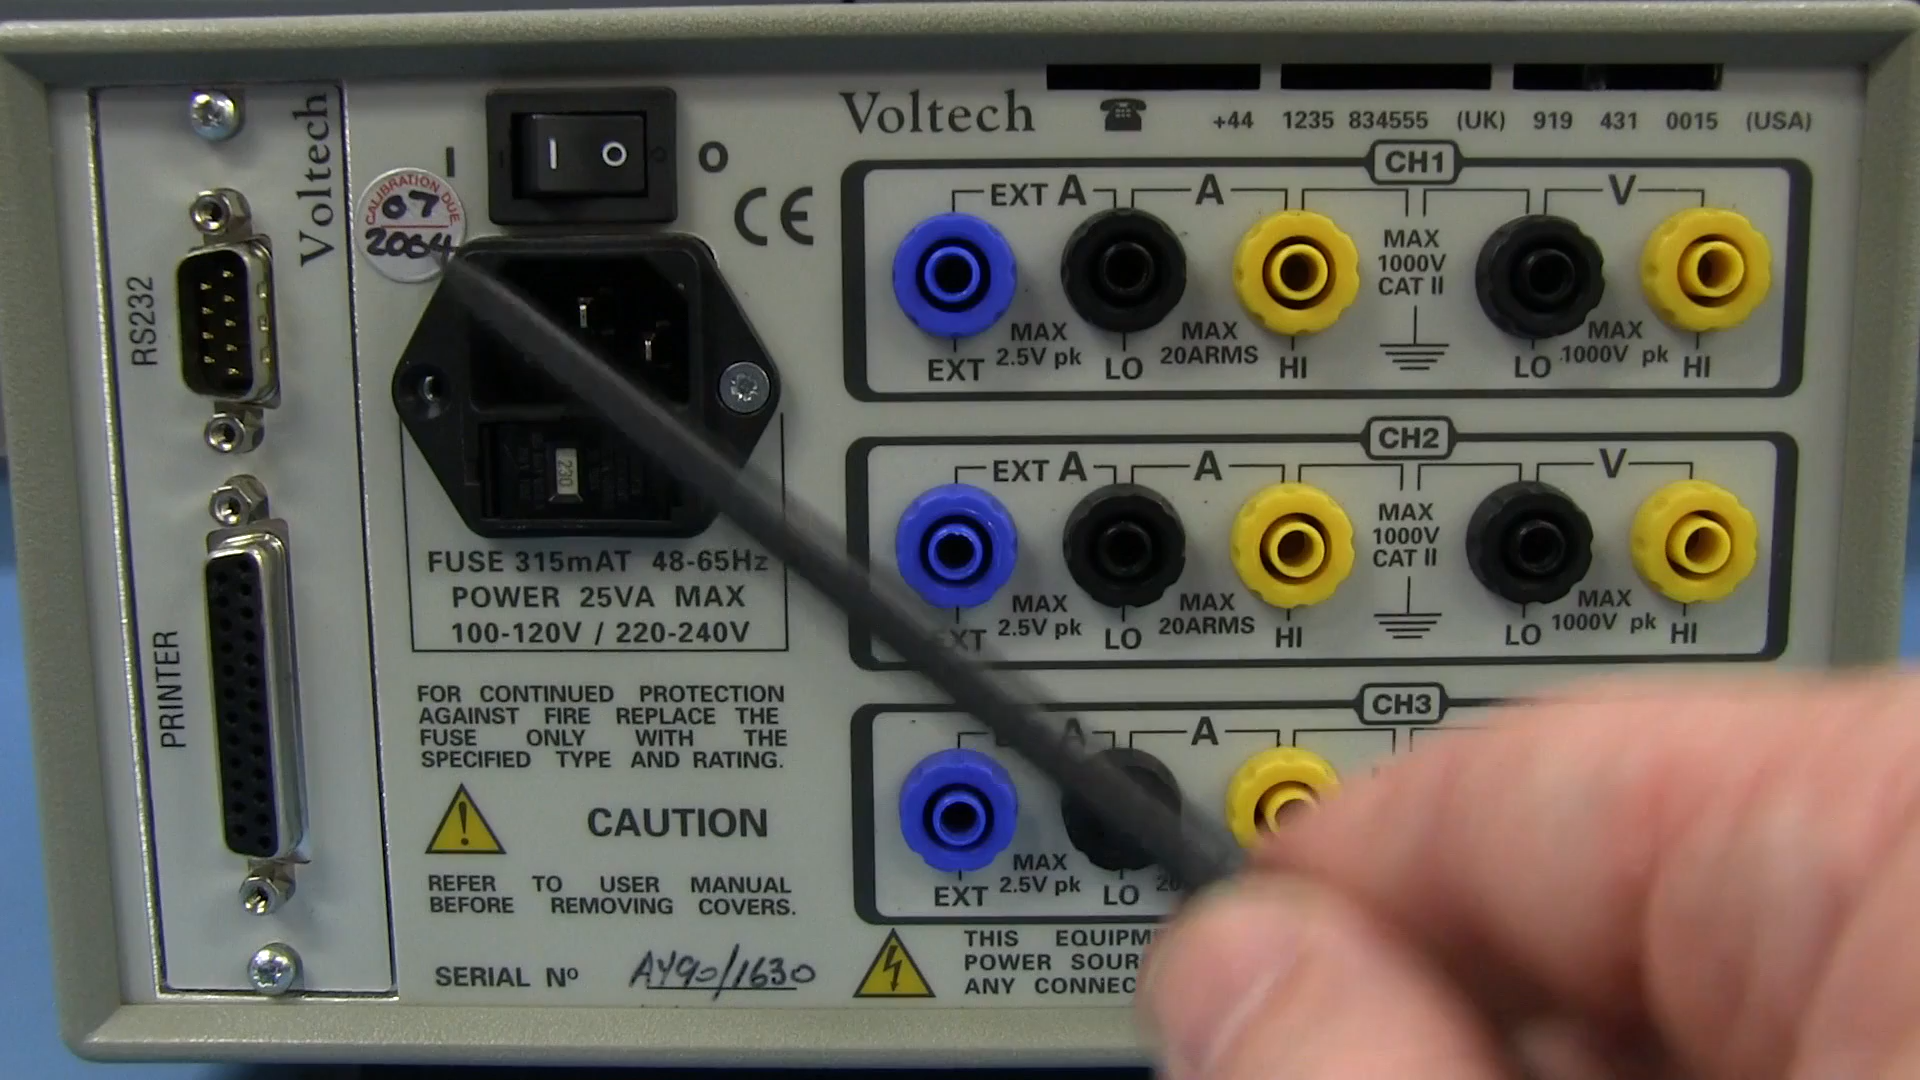 Voltech
+44 1235 834555 (UK) 919 431 0015 (USA)
Voltech
RS232
PRINTER
I
O
CALIBRATION DUE
07
2004
CE
230
FUSE 315mAT 48-65Hz
POWER 25VA MAX
100-120V / 220-240V
FOR CONTINUED PROTECTION
AGAINST FIRE REPLACE THE
FUSE ONLY WITH THE
SPECIFIED TYPE AND RATING.
CAUTION
REFER TO USER MANUAL
BEFORE REMOVING COVERS.
SERIAL Nº AY90/1630
CH1
EXT A A V
MAX
1000V
CAT II
EXT MAX 2.5V pk LO MAX 20ARMS HI LO MAX 1000V pk HI
CH2
EXT A A V
MAX
1000V
CAT II
EXT MAX 2.5V pk LO MAX 20ARMS HI LO MAX 1000V pk HI
CH3
A A
EXT MAX 2.5V pk LO
THIS
POWER
ANY